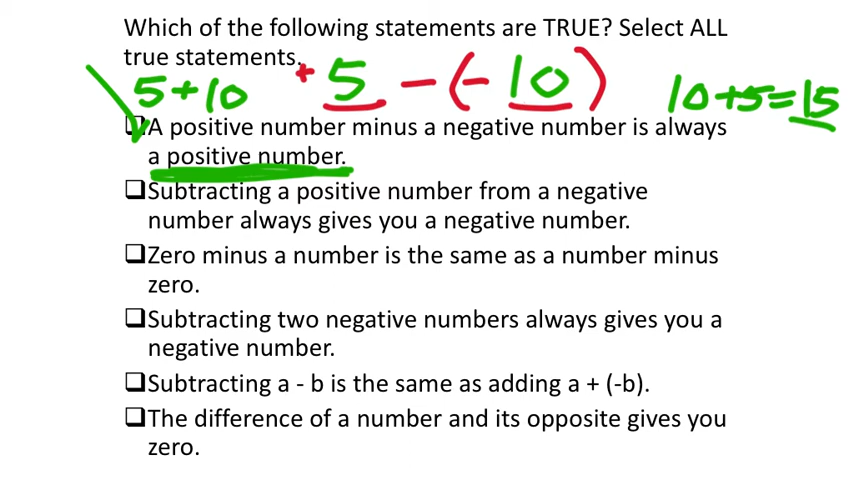 Which of the following statements are TRUE? Select ALL
true statements.
5+10
+5-(-10)
10+5=15
❑A positive number minus a negative number is always
a positive number.
❑Subtracting a positive number from a negative
number always gives you a negative number.
❑Zero minus a number is the same as a number minus
zero.
❑Subtracting two negative numbers always gives you a
negative number.
❑Subtracting a - b is the same as adding a + (-b).
❑The difference of a number and its opposite gives you
zero.